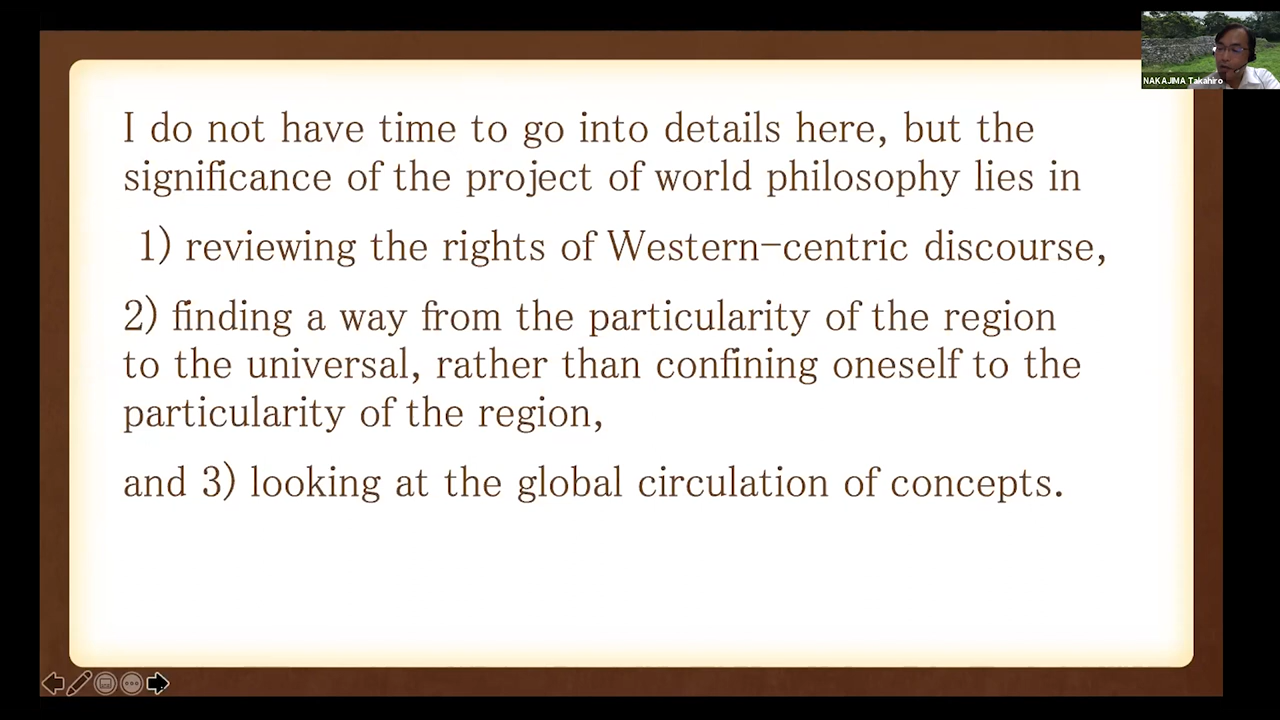 NAKAJIMA Takahiro
I do not have time to go into details here, but the
significance of the project of world philosophy lies in
1) reviewing the rights of Western-centric discourse,
2) finding a way from the particularity of the region
to the universal, rather than confining oneself to the
particularity of the region,
and 3) looking at the global circulation of concepts.